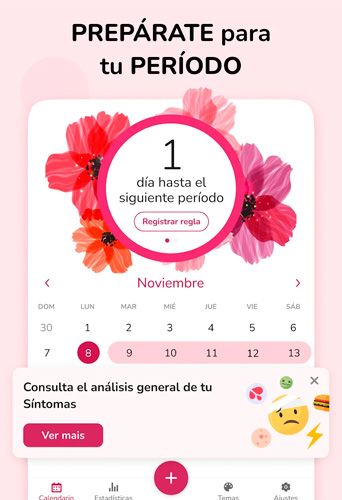 PREPÁRATE para
tu PERÍODO
1
día hasta el
siguiente período
Registrar regla
Noviembre
DOM LUN MAR MIÉ JUE VIE SÁB
30 1 2 3 4 5 6
7 8 9 10 11 12 13
Consulta el análisis general de tu
Síntomas
Ver mais
Calendario Estadísticas Temas Ajustes